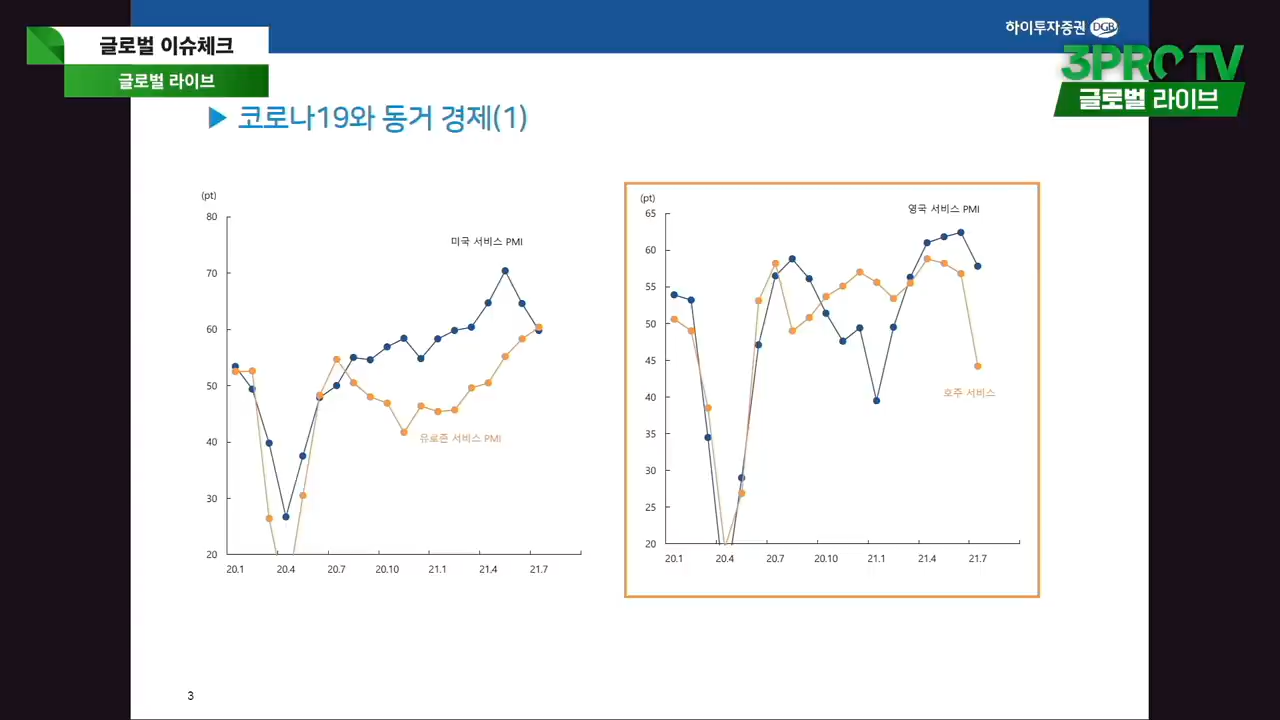 하이투자증권 DGB
글로벌 이슈체크
글로벌 라이브
3PRO TV
글로벌 라이브
▶ 코로나19와 동거 경제(1)
(pt)
80
70
60
50
40
30
20
미국 서비스 PMI
유로존 서비스 PMI
20.1 20.4 20.7 20.10 21.1 21.4 21.7
(pt)
65
60
55
50
45
40
35
30
25
20
영국 서비스 PMI
호주 서비스
20.1 20.4 20.7 20.10 21.1 21.4 21.7
3